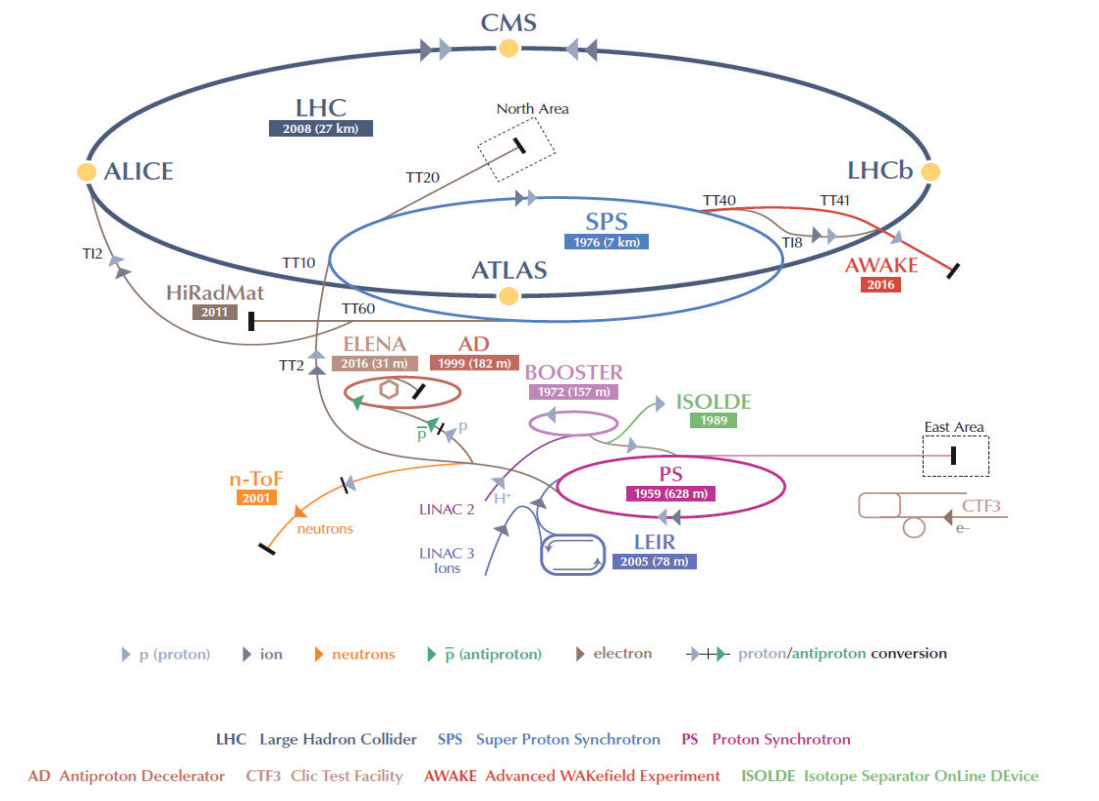 CMS
LHC
2008 (27 km)
North Area
ALICE
LHCb
TT20
TT40
TT41
SPS
1976 (7 km)
TI2
TT10
TI8
ATLAS
AWAKE
2016
HiRadMat
2011
TT60
ELENA
2016 (31 m)
AD
1999 (182 m)
TT2
BOOSTER
1972 (157 m)
ISOLDE
1989
p̅
p
East Area
n-ToF
2001
PS
1959 (628 m)
H⁺
LINAC 2
neutrons
CTF3
e–
LINAC 3
Ions
LEIR
2005 (78 m)
p (proton)
ion
neutrons
p̅ (antiproton)
electron
proton/antiproton conversion
LHC Large Hadron Collider SPS Super Proton Synchrotron PS Proton Synchrotron
AD Antiproton Decelerator CTF3 Clic Test Facility AWAKE Advanced WAKefield Experiment ISOLDE Isotope Separator OnLine DEvice